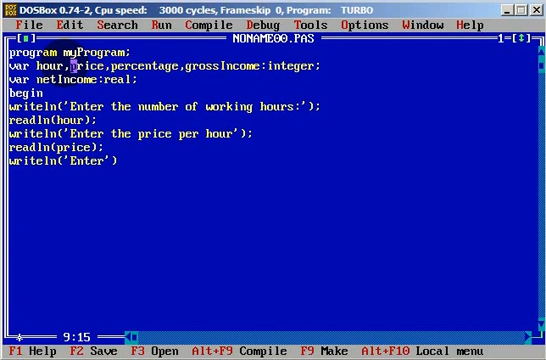 DOSBox 0.74-2, Cpu speed: 3000 cycles, Frameskip 0, Program: TURBO
File Edit Search Run Compile Debug Tools Options Window Help
NONAME00.PAS 1=[↕]
program myProgram;
var hour,price,percentage,grossIncome:integer;
var netIncome:real;
begin
writeln('Enter the number of working hours:');
readln(hour);
writeln('Enter the price per hour');
readln(price);
writeln('Enter')
9:15
F1 Help F2 Save F3 Open Alt+F9 Compile F9 Make Alt+F10 Local menu